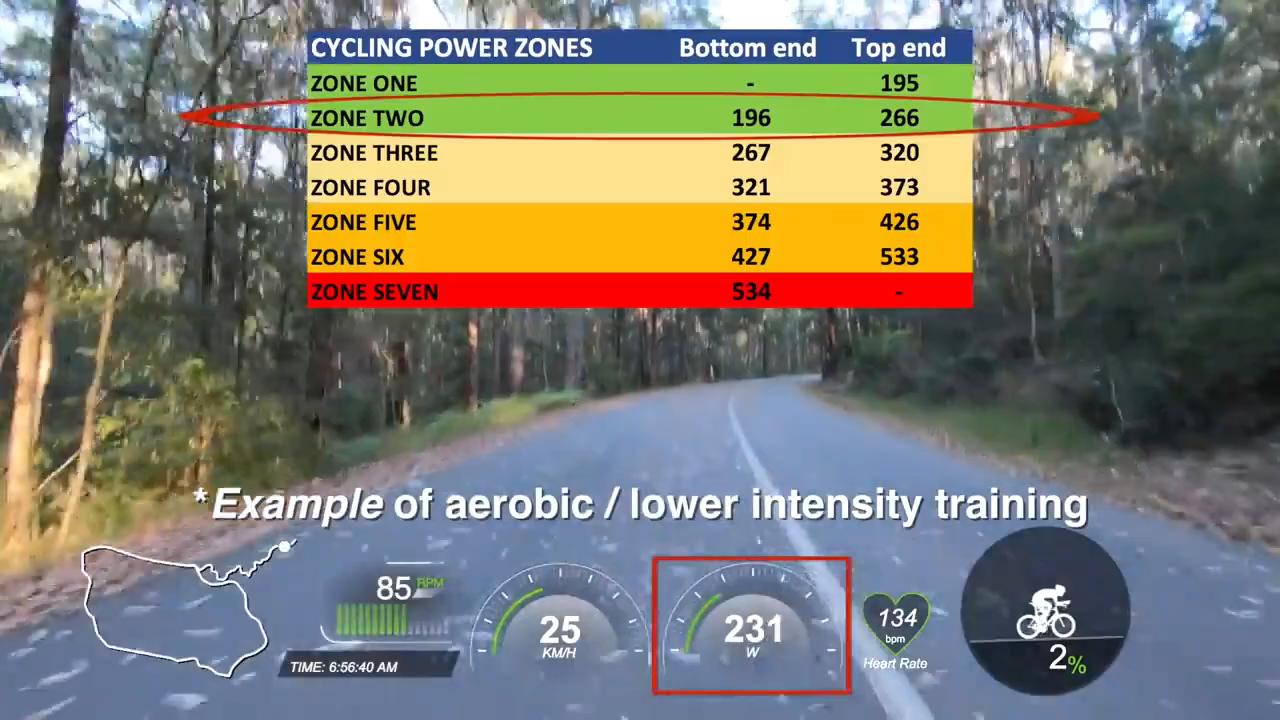 CYCLING POWER ZONES Bottom end Top end
ZONE ONE - 195
ZONE TWO 196 266
ZONE THREE 267 320
ZONE FOUR 321 373
ZONE FIVE 374 426
ZONE SIX 427 533
ZONE SEVEN 534 -
*Example of aerobic / lower intensity training
85 RPM
TIME: 6:56:40 AM
25
KM/H
231
W
134
bpm
Heart Rate
2%